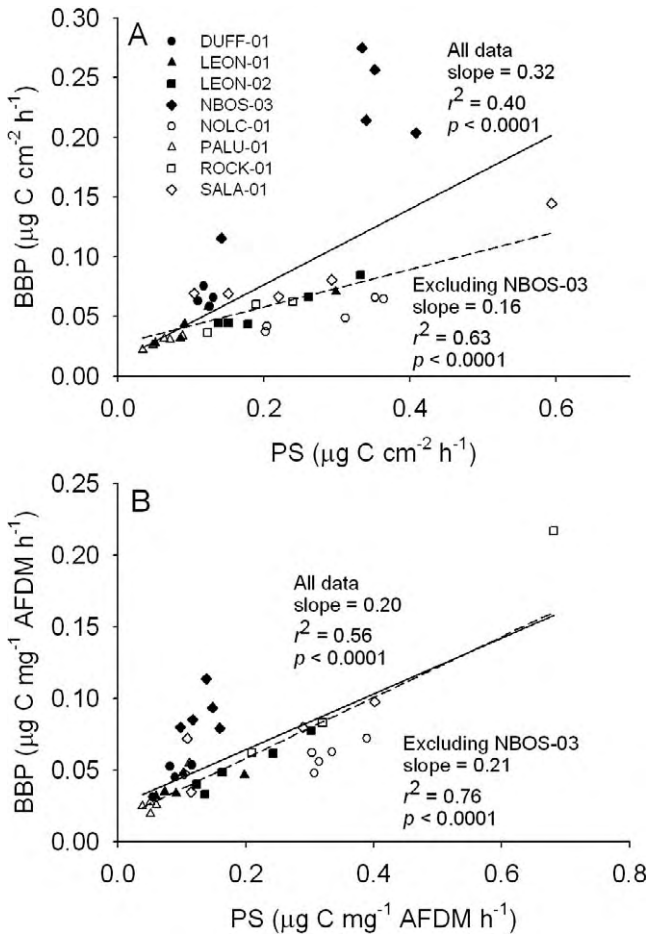 A
DUFF-01
LEON-01
LEON-02
NBOS-03
NOLC-01
PALU-01
ROCK-01
SALA-01
All data
slope = 0.32
r² = 0.40
p < 0.0001
Excluding NBOS-03
slope = 0.16
r² = 0.63
p < 0.0001
BBP (µg C cm⁻² h⁻¹)
0.30
0.25
0.20
0.15
0.10
0.05
0.00
0.0 0.2 0.4 0.6
PS (µg C cm⁻² h⁻¹)
B
All data
slope = 0.20
r² = 0.56
p < 0.0001
Excluding NBOS-03
slope = 0.21
r² = 0.76
p < 0.0001
BBP (µg C mg⁻¹ AFDM h⁻¹)
0.25
0.20
0.15
0.10
0.05
0.00
0.0 0.2 0.4 0.6 0.8
PS (µg C mg⁻¹ AFDM h⁻¹)